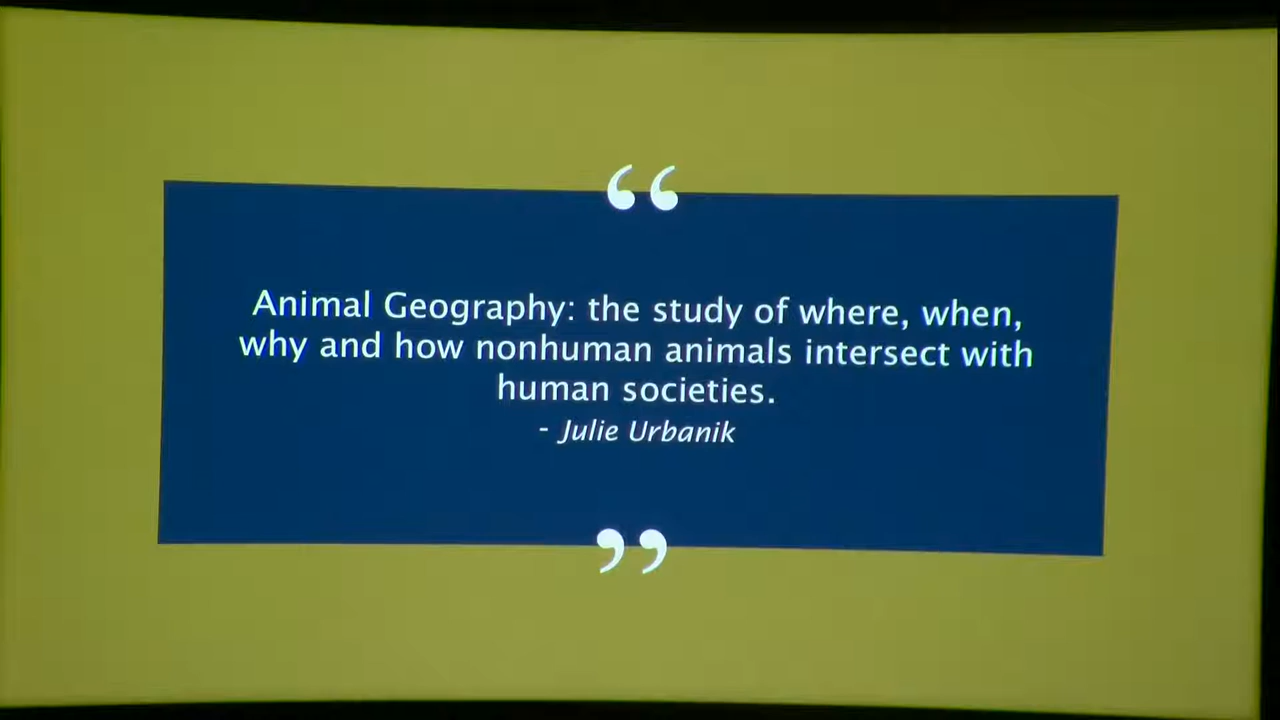 “
Animal Geography: the study of where, when,
why and how nonhuman animals intersect with
human societies.
- Julie Urbanik
”